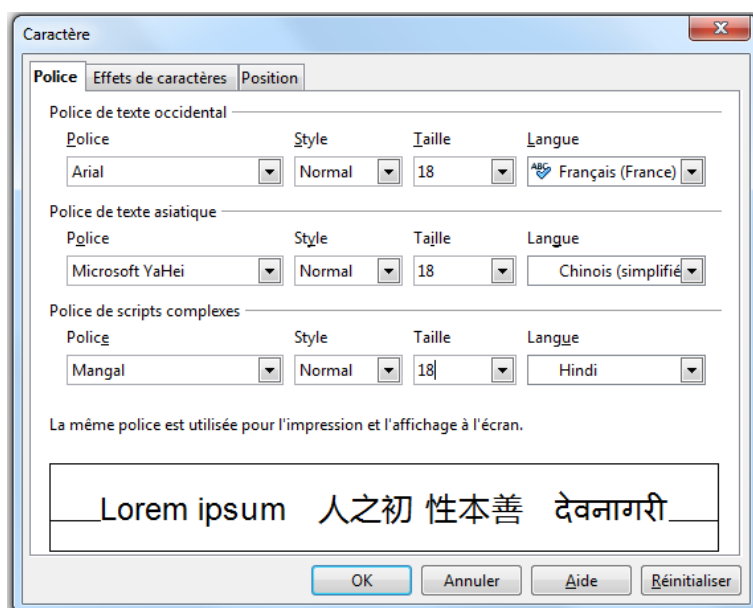 Caractère
Police Effets de caractères Position
Police de texte occidental
Police Style Taille Langue
Arial Normal 18 ABC Français (France)
Police de texte asiatique
Police Style Taille Langue
Microsoft YaHei Normal 18 Chinois (simplifié
Police de scripts complexes
Police Style Taille Langue
Mangal Normal 18 Hindi
La même police est utilisée pour l'impression et l'affichage à l'écran.
Lorem ipsum 人之初 性本善 देवनागरी
OK Annuler Aide Réinitialiser